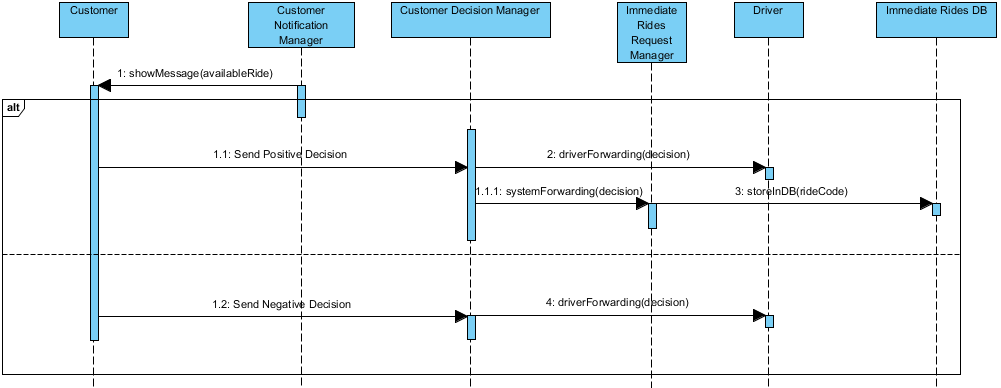 Customer
Customer
Notification
Manager
Customer Decision Manager
Immediate
Rides
Request
Manager
Driver
Immediate Rides DB
1: showMessage(availableRide)
alt
1.1: Send Positive Decision
2: driverForwarding(decision)
1.1.1: systemForwarding(decision)
3: storeInDB(rideCode)
1.2: Send Negative Decision
4: driverForwarding(decision)